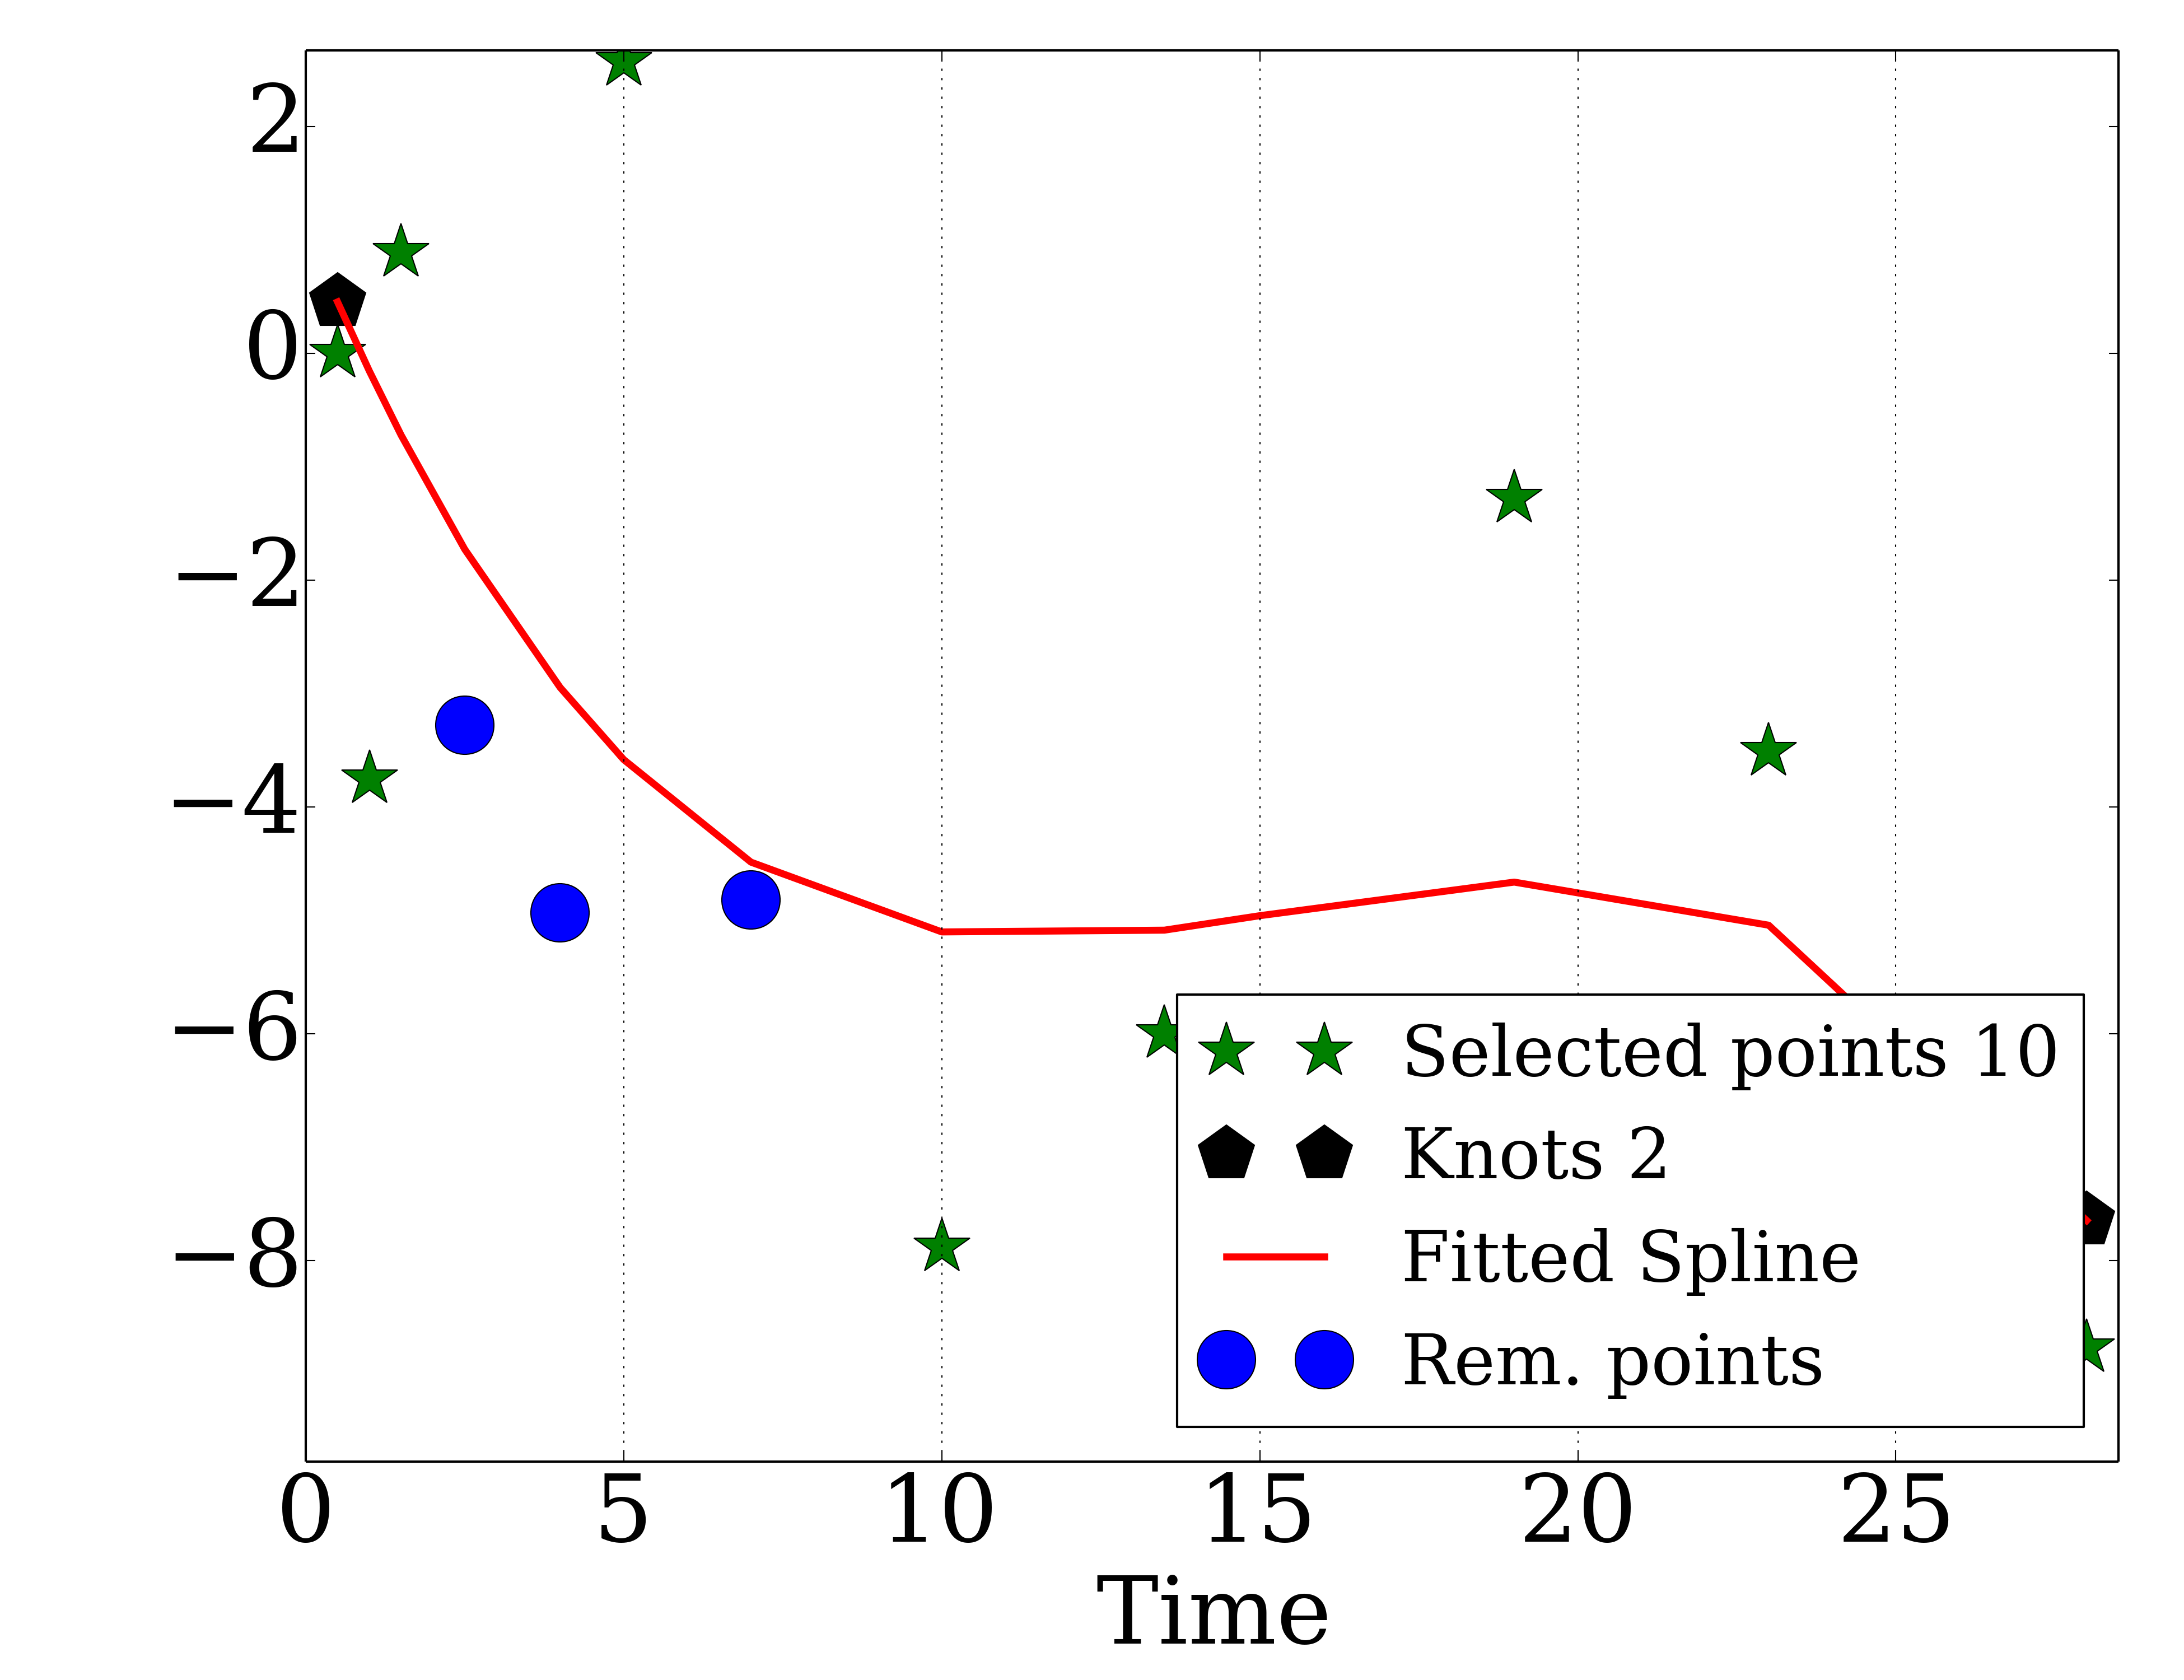 2
0
−2
−4
−6
−8
Selected points 10
Knots 2
Fitted Spline
Rem. points
0 5 10 15 20 25
Time